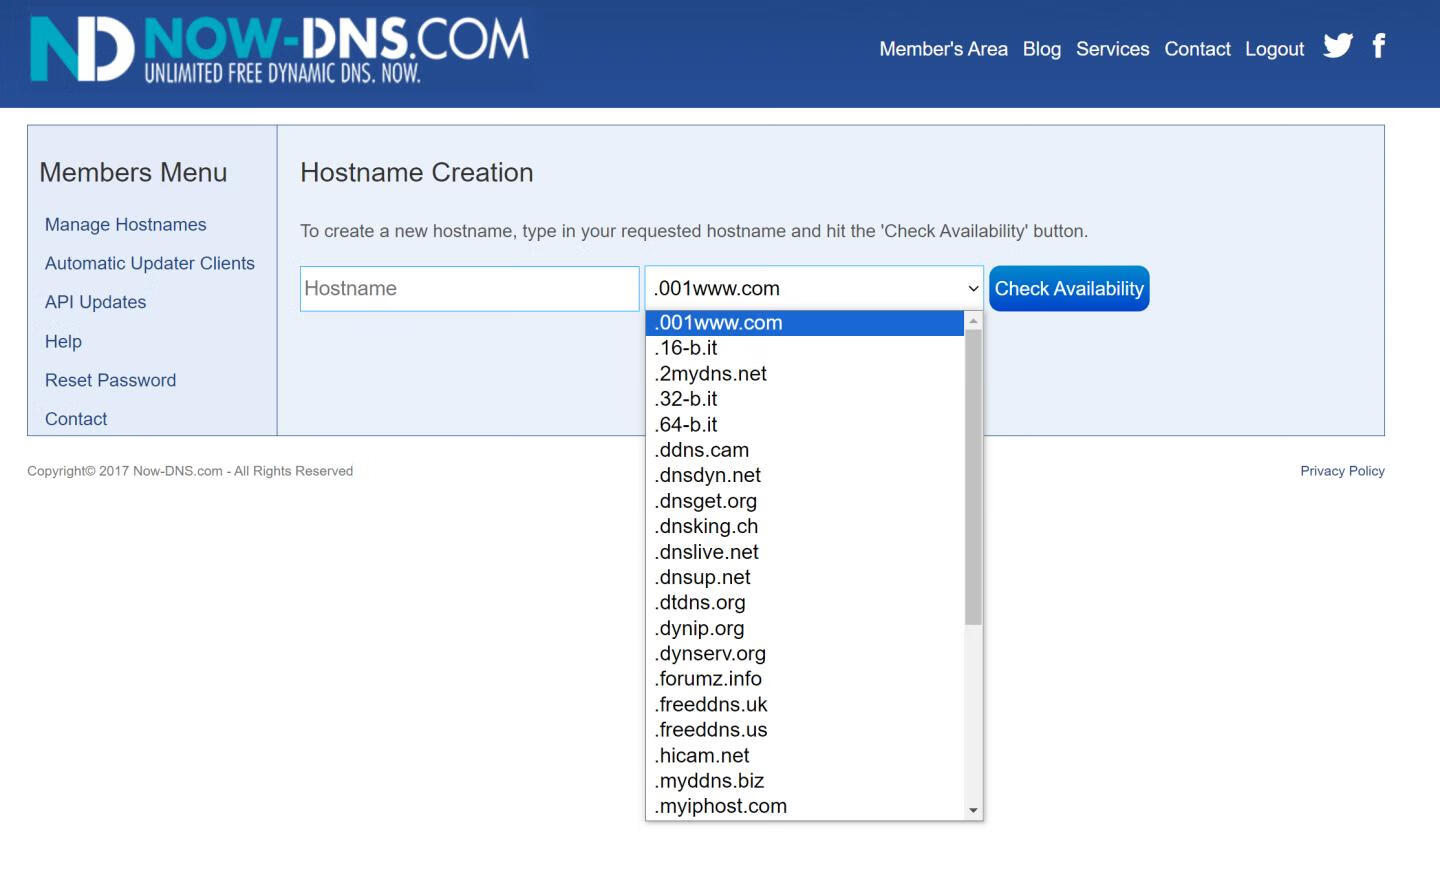 ND NOW-DNS.COM
UNLIMITED FREE DYNAMIC DNS. NOW.
Member's Area Blog Services Contact Logout
Members Menu
Manage Hostnames
Automatic Updater Clients
API Updates
Help
Reset Password
Contact
Hostname Creation
To create a new hostname, type in your requested hostname and hit the 'Check Availability' button.
Hostname .001www.com Check Availability
.001www.com
.16-b.it
.2mydns.net
.32-b.it
.64-b.it
.ddns.cam
.dnsdyn.net
.dnsget.org
.dnsking.ch
.dnslive.net
.dnsup.net
.dtdns.org
.dynip.org
.dynserv.org
.forumz.info
.freeddns.uk
.freeddns.us
.hicam.net
.myddns.biz
.myiphost.com
Copyright© 2017 Now-DNS.com - All Rights Reserved
Privacy Policy